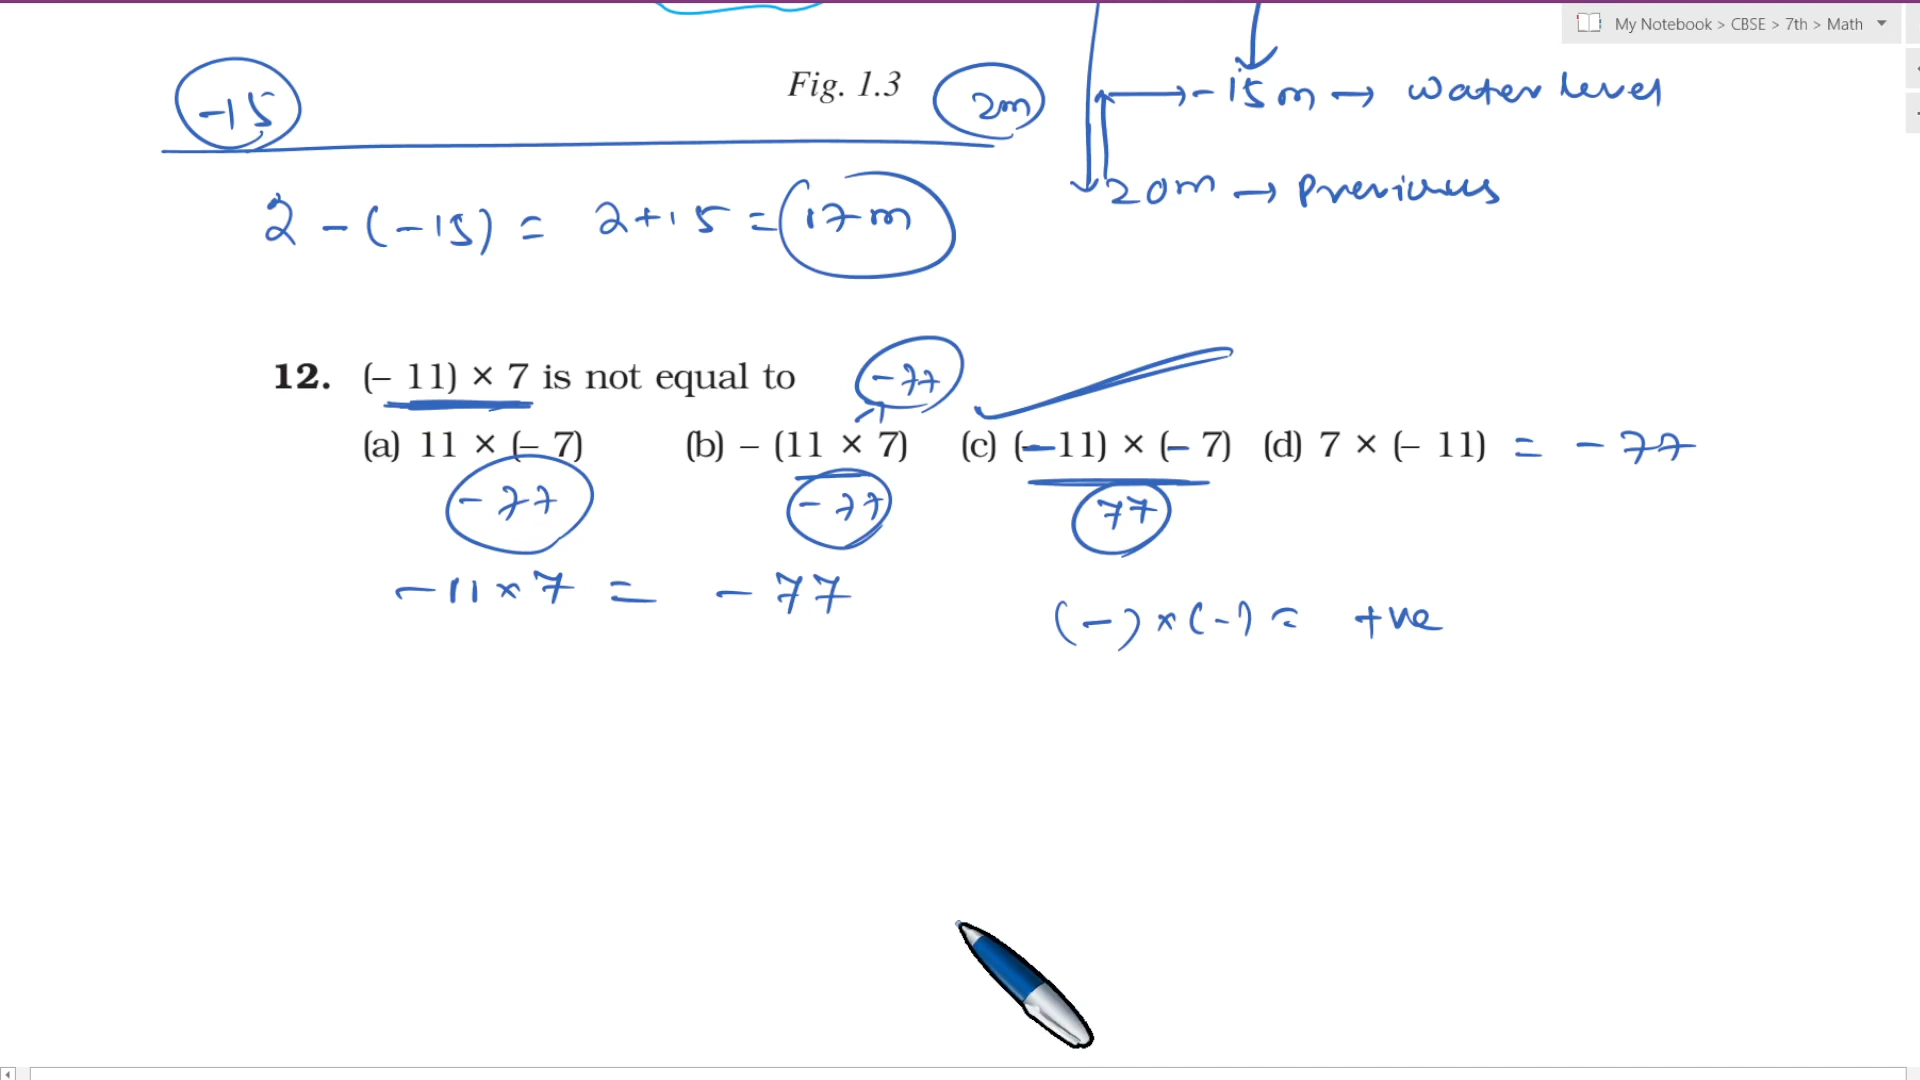 My Notebook > CBSE > 7th > Math
-15
Fig. 1.3
2m
-15m → water level
20m → Previous
2 - (-15) = 2+15 = 17m
12. (– 11) × 7 is not equal to
-77
(a) 11 × (– 7) (b) – (11 × 7) (c) (–11) × (– 7) (d) 7 × (– 11) = -77
-77 -77 77
-11×7 = -77
(-)×(-) = +ve